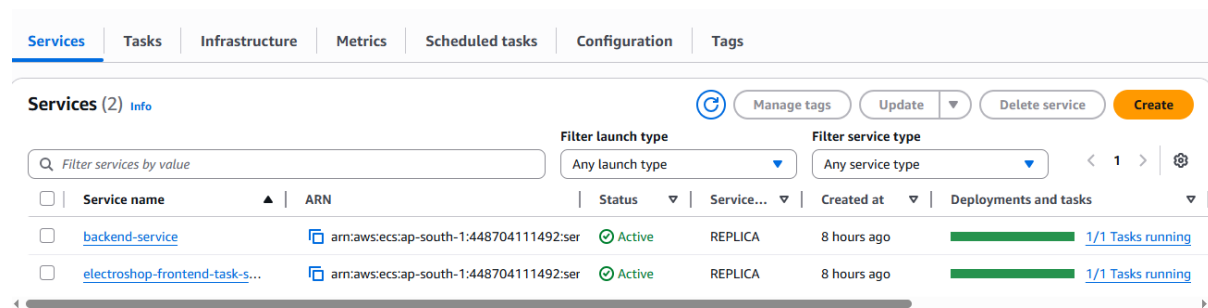 Services Tasks Infrastructure Metrics Scheduled tasks Configuration Tags
Services (2) Info Manage tags Update Delete service Create
Filter launch type Filter service type
Filter services by value Any launch type Any service type 1
Service name ARN Status Service... Created at Deployments and tasks
backend-service arn:aws:ecs:ap-south-1:448704111492:ser Active REPLICA 8 hours ago 1/1 Tasks running
electroshop-frontend-task-s... arn:aws:ecs:ap-south-1:448704111492:ser Active REPLICA 8 hours ago 1/1 Tasks running